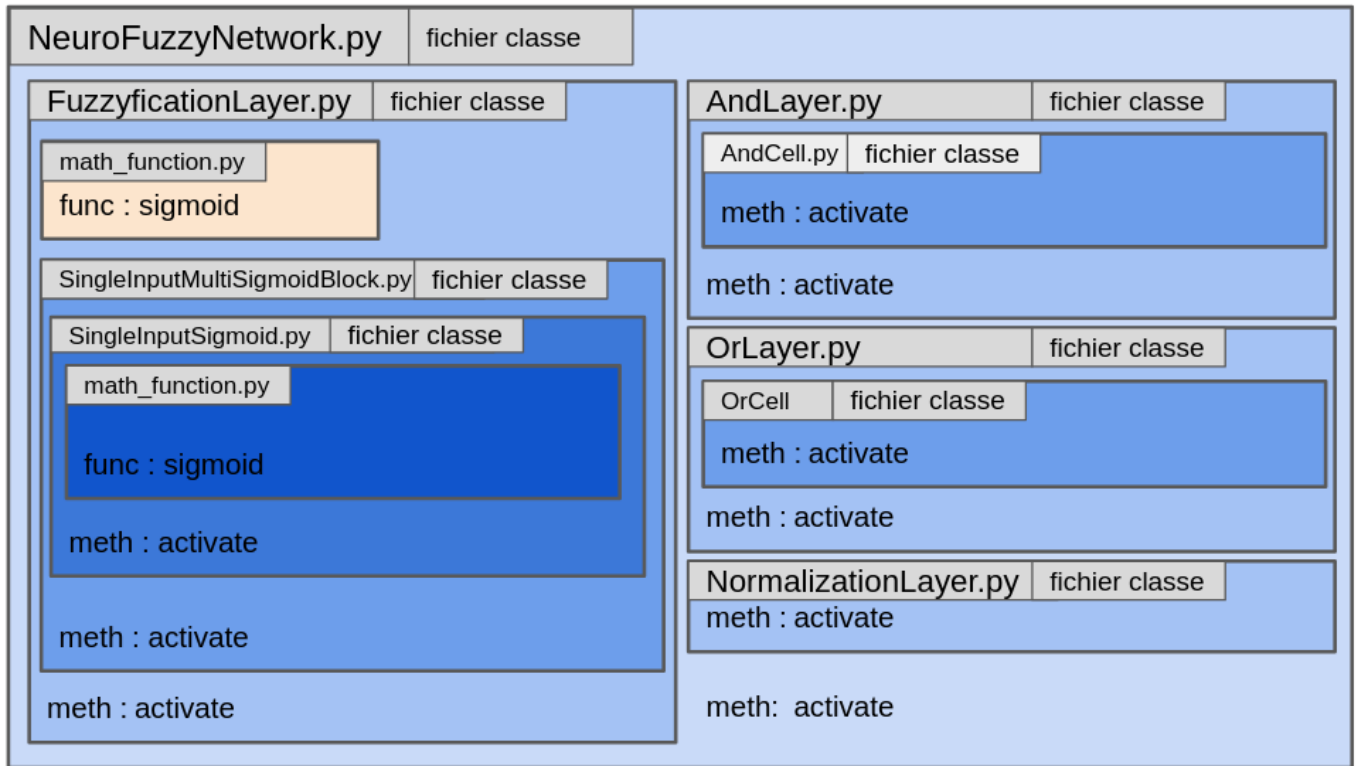 NeuroFuzzyNetwork.py fichier classe
FuzzyficationLayer.py fichier classe
math_function.py
func : sigmoid
SingleInputMultiSigmoidBlock.py fichier classe
SingleInputSigmoid.py fichier classe
math_function.py
func : sigmoid
meth : activate
meth : activate
meth : activate
AndLayer.py fichier classe
AndCell.py fichier classe
meth : activate
meth : activate
OrLayer.py fichier classe
OrCell fichier classe
meth : activate
meth : activate
NormalizationLayer.py fichier classe
meth : activate
meth: activate